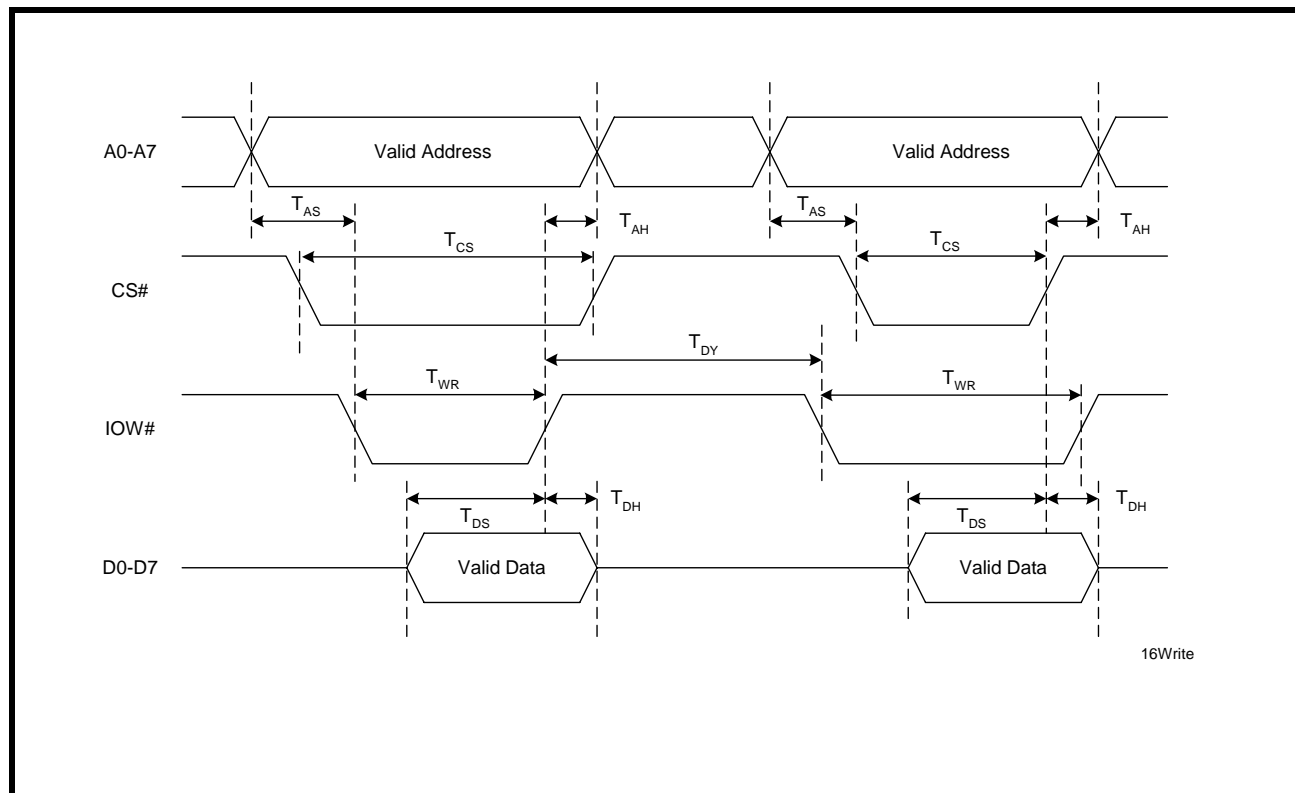 A0-A7
Valid Address
Valid Address
TAS
TAH
TAS
TAH
TCS
TCS
CS#
TDY
TWR
TWR
IOW#
TDS
TDH
TDS
TDH
D0-D7
Valid Data
Valid Data
16Write